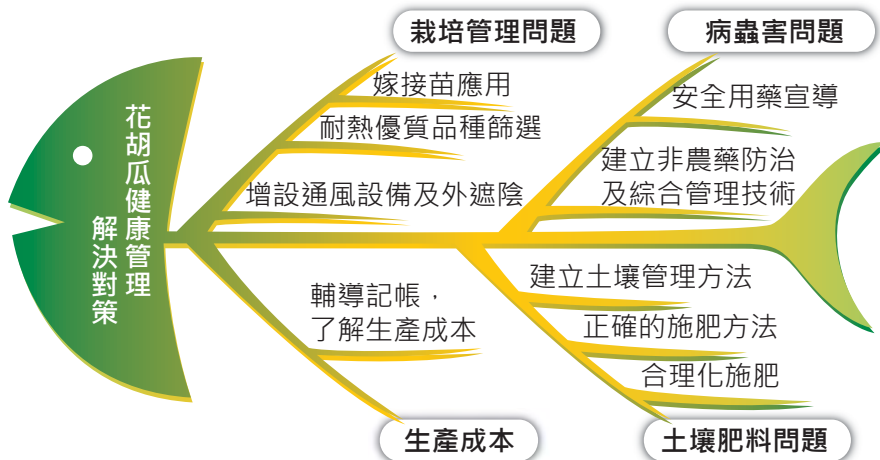 花胡瓜健康管理
解決對策
栽培管理問題
嫁接苗應用
耐熱優質品種篩選
增設通風設備及外遮陰
病蟲害問題
安全用藥宣導
建立非農藥防治
及綜合管理技術
輔導記帳，
了解生產成本
生產成本
建立土壤管理方法
正確的施肥方法
合理化施肥
土壤肥料問題